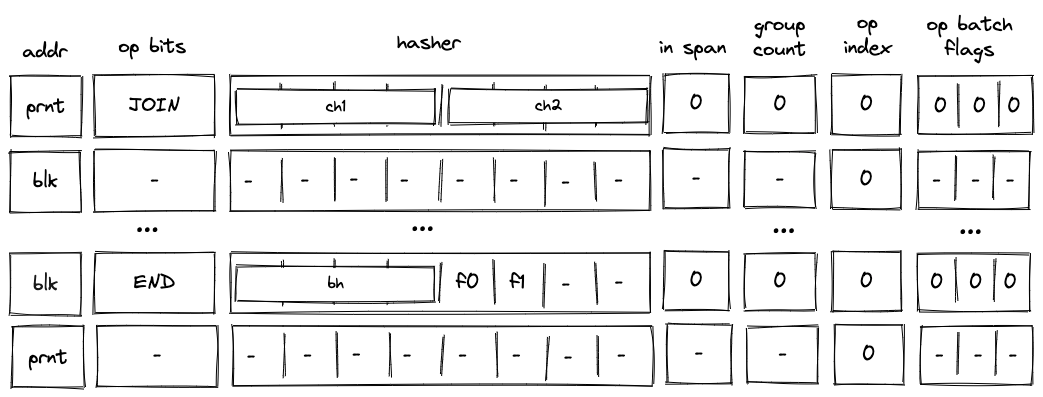 addr op bits hasher in span group count op index op batch flags
prnt JOIN ch1 ch2 0 0 0 0 0 0
blk - - - - - - - - - - - 0 - - -
... ... ... ...
blk END bh f0 f1 - - 0 0 0 0 0 0
prnt - - - - - - - - - - - 0 - - -